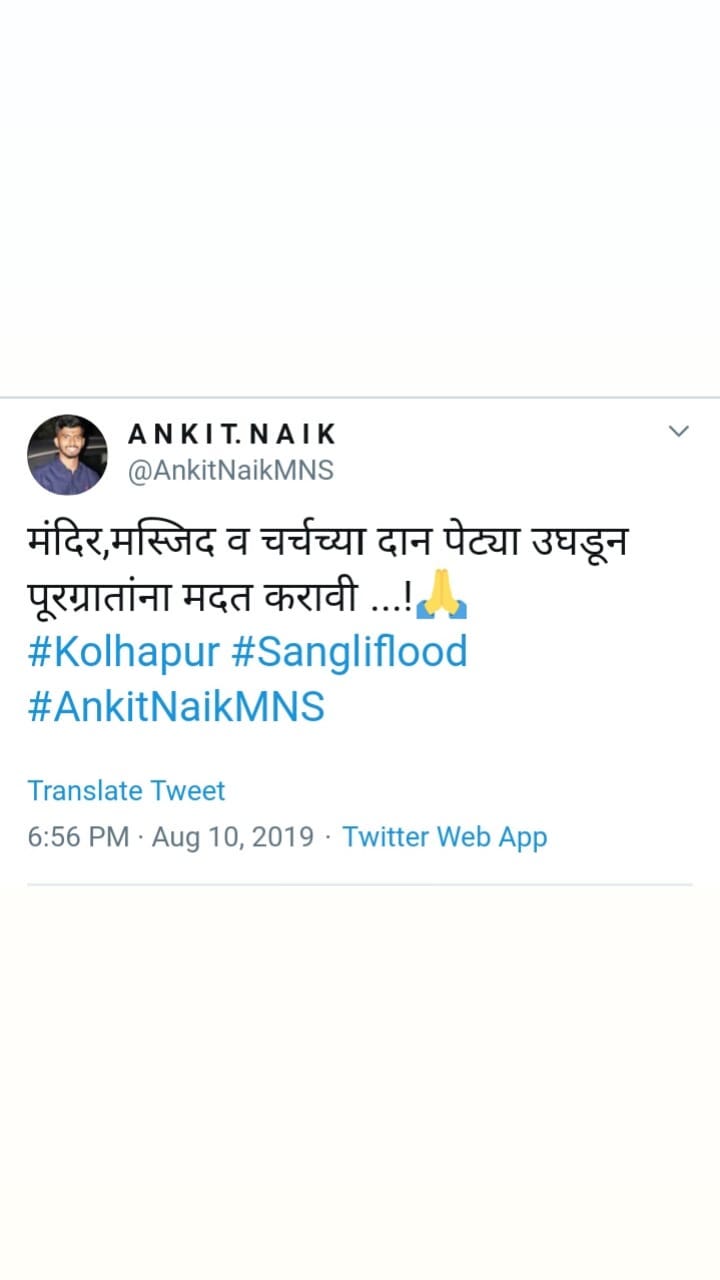 ANKIT.NAIK
@AnkitNaikMNS
मंदिर,मस्जिद व चर्चच्या दान पेट्या उघडून
पूरग्रातांना मदत करावी ...!🙏
#Kolhapur #Sangliflood
#AnkitNaikMNS
Translate Tweet
6:56 PM · Aug 10, 2019 · Twitter Web App